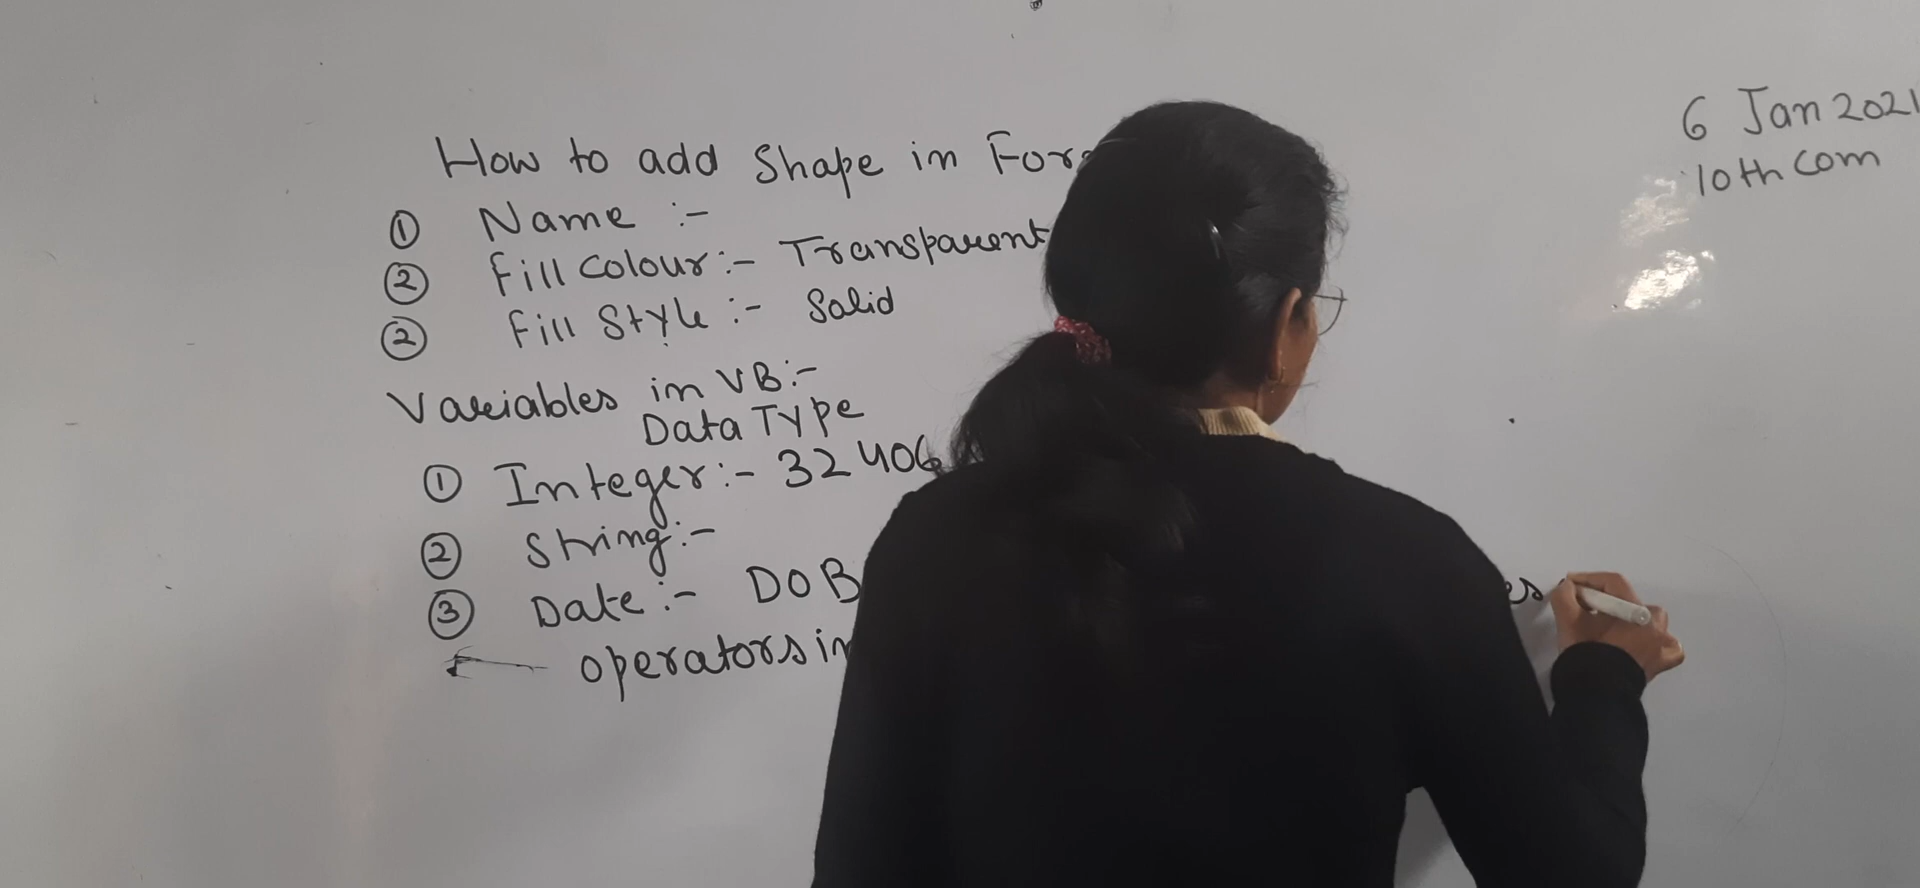 6 Jan 2021
10th com
How to add Shape in
① Name :-
② Fill Colour :- Transparent
② Fill Style :- Solid
Variables in VB:-
Data Type
① Integer :- 32406
② String :-
③ Date :- DOB
operators in